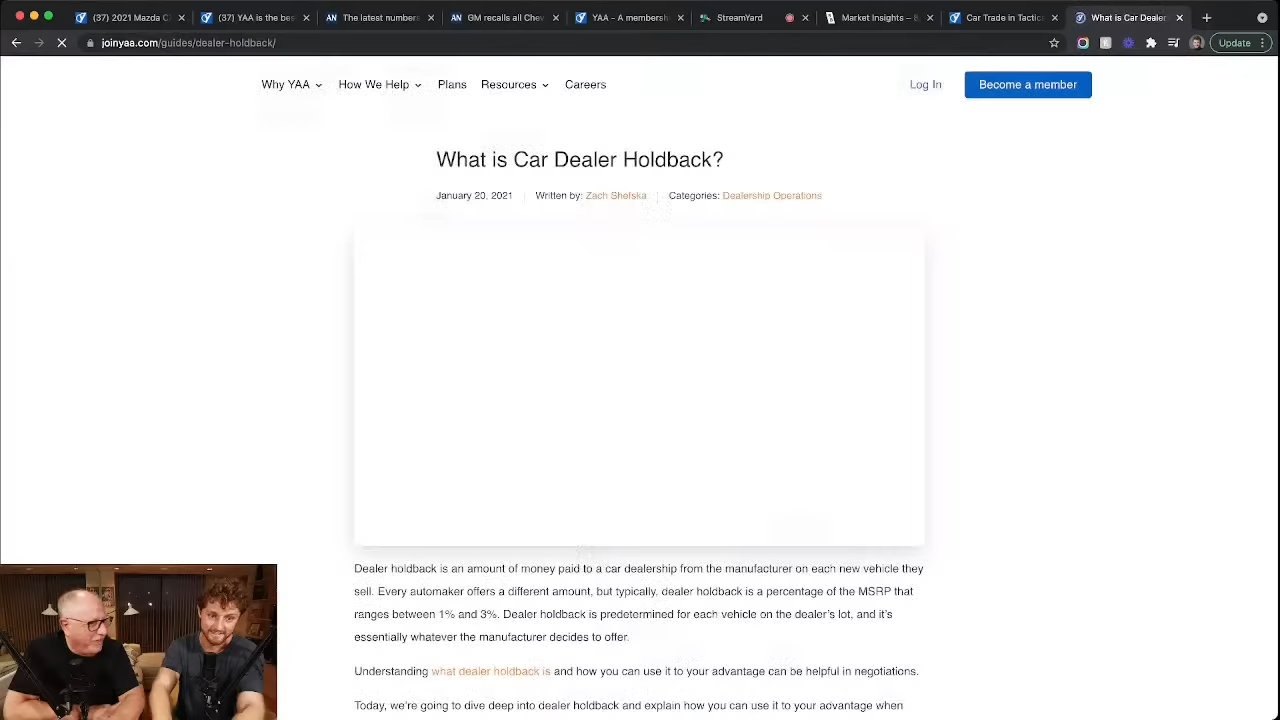 (37) 2021 Mazda C
(37) YAA is the bes
The latest number
GM recalls all Chev
YAA - A membersh
StreamYard
Market Insights – 8
Car Trade in Tactic
What is Car Dealer
joinyaa.com/guides/dealer-holdback/
Update
Why YAA
How We Help
Plans
Resources
Careers
Log In
Become a member
What is Car Dealer Holdback?
January 20, 2021
Written by: Zach Shefska
Categories: Dealership Operations
Dealer holdback is an amount of money paid to a car dealership from the manufacturer on each new vehicle they
sell. Every automaker offers a different amount, but typically, dealer holdback is a percentage of the MSRP that
ranges between 1% and 3%. Dealer holdback is predetermined for each vehicle on the dealer's lot, and it's
essentially whatever the manufacturer decides to offer.
Understanding what dealer holdback is and how you can use it to your advantage can be helpful in negotiations.
Today, we're going to dive deep into dealer holdback and explain how you can use it to your advantage when